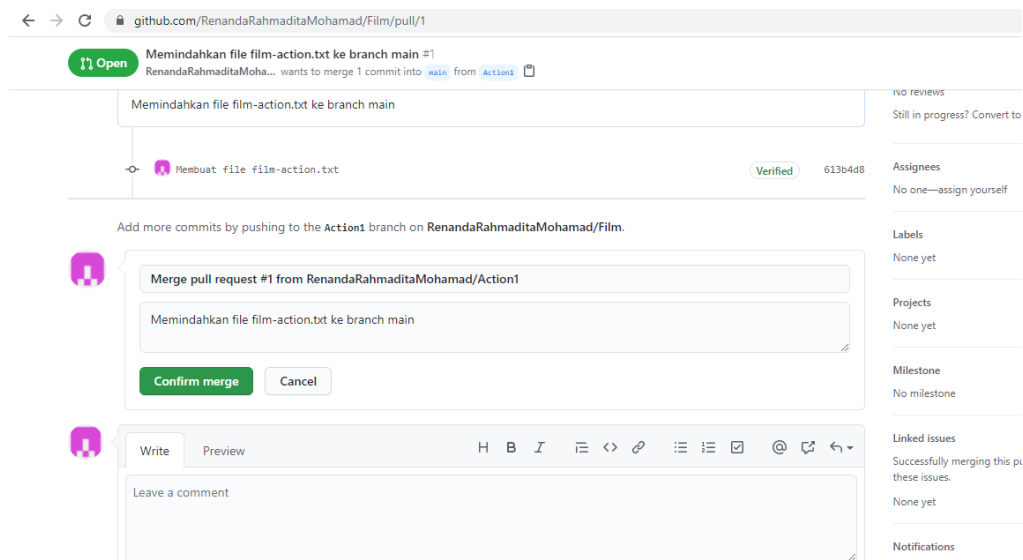 github.com/RenandaRahmaditaMohamad/Film/pull/1
Open
Memindahkan file film-action.txt ke branch main #1
RenandaRahmaditaMoha... wants to merge 1 commit into main from Action1
Memindahkan file film-action.txt ke branch main
Membuat file film-action.txt
Verified
613b4d8
Add more commits by pushing to the Action1 branch on RenandaRahmaditaMohamad/Film.
Merge pull request #1 from RenandaRahmaditaMohamad/Action1
Memindahkan file film-action.txt ke branch main
Confirm merge
Cancel
Write
Preview
H B I
Leave a comment
No reviews
Still in progress? Convert to
Assignees
No one—assign yourself
Labels
None yet
Projects
None yet
Milestone
No milestone
Linked issues
Successfully merging this pu
these issues.
None yet
Notifications